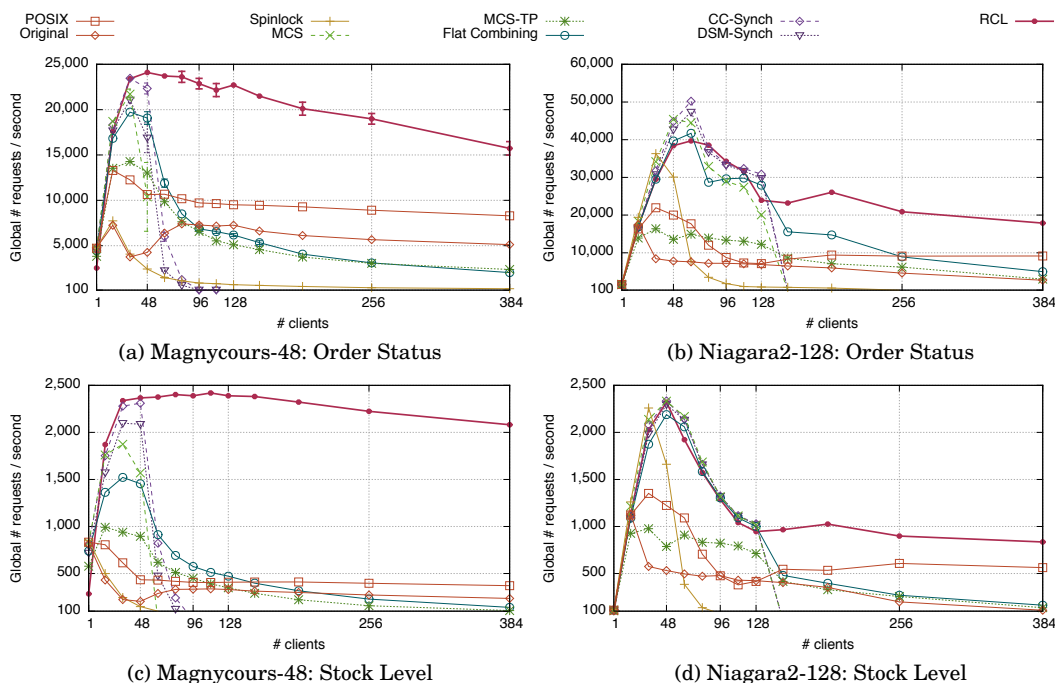 POSIX Spinlock MCS-TP CC-Synch RCL
Original MCS Flat Combining DSM-Synch
Global # requests / second
25,000
20,000
15,000
10,000
5,000
100
1 48 96 128 256 384
# clients
(a) Magnycours-48: Order Status
Global # requests / second
60,000
50,000
40,000
30,000
20,000
10,000
100
1 48 96 128 256 384
# clients
(b) Niagara2-128: Order Status
Global # requests / second
2,500
2,000
1,500
1,000
500
100
1 48 96 128 256 384
# clients
(c) Magnycours-48: Stock Level
Global # requests / second
2,500
2,000
1,500
1,000
500
100
1 48 96 128 256 384
# clients
(d) Niagara2-128: Stock Level